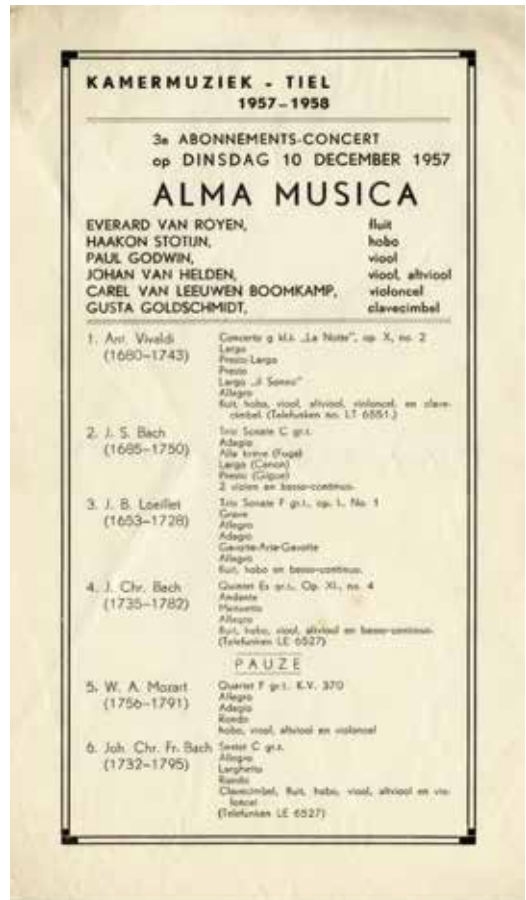 KAMERMUZIEK - TIEL
1957-1958
3e ABONNEMENTS-CONCERT
op DINSDAG 10 DECEMBER 1957
ALMA MUSICA
EVERARD VAN ROYEN, fluit
HAAKON STOTIJN, hobo
PAUL GODWIN, viool
JOHAN VAN HELDEN, viool, altviool
CAREL VAN LEEUWEN BOOMKAMP, violoncel
GUSTA GOLDSCHMIDT, clavecimbel
1. Ant. Vivaldi Concerto g kl.t. „La Notte", op. X, no. 2
(1680-1743) Largo
Presto-Largo
Presto
Largo „il Sonno"
Allegro
fluit, hobo, viool, altviool, violoncel, en clave-
cimbel. (Telefunken no. LT 6551.)
2. J. S. Bach Trio Sonate C gr.t.
(1685-1750) Adagio
Alla breve (Fuga)
Largo (Canon)
Presto (Gigue)
2 violen en basso-continuo.
3. J. B. Loeillet Trio Sonate F gr.t., op. 1, No. 1
(1653-1728) Grave
Allegro
Adagio
Gavotte-Aria-Gavotte
Allegro
fluit, hobo en basso-continuo.
4. J. Chr. Bach Quintet Es gr.t., Op. XI, no. 4
(1735-1782) Andante
Menuetto
Allegro
fluit, hobo, viool, altviool en basso-continuo.
(Telefunken LE 6527)
PAUZE
5. W. A. Mozart Quartet F gr.t. K.V. 370
(1756-1791) Allegro
Adagio
Rondo
hobo, viool, altviool en violoncel
6. Joh. Chr. Fr. Bach Sextet C gr.t.
(1732-1795) Allegro
Larghetto
Rondo
Clavecimbel, fluit, hobo, viool, altviool en vio-
loncel
(Telefunken LE 6527)